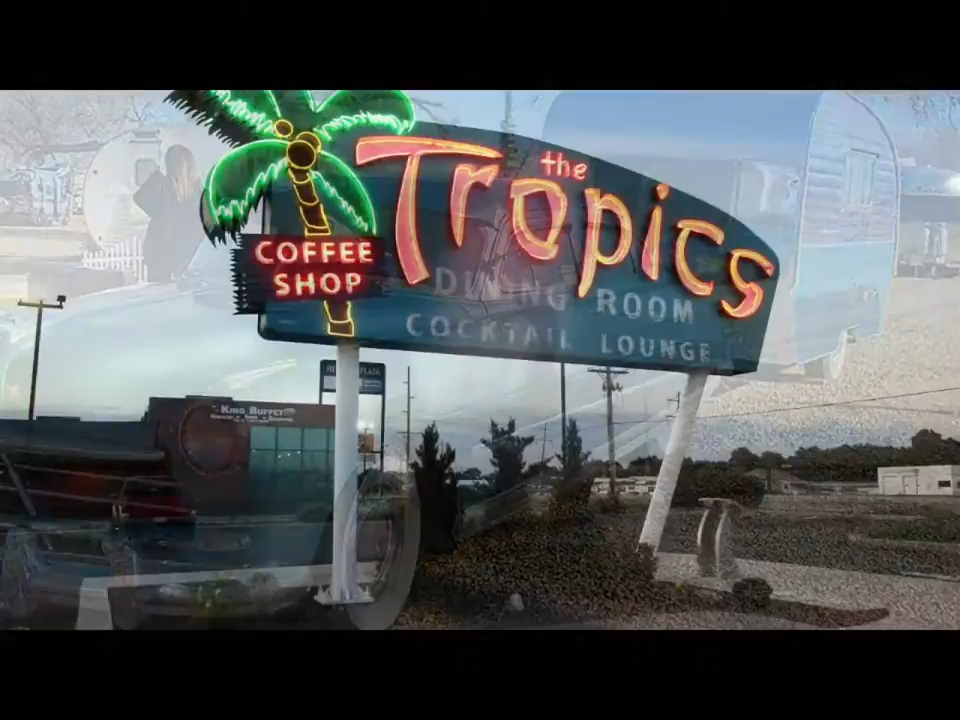 the
Tropics
COFFEE
SHOP
DINING ROOM
COCKTAIL LOUNGE
KING BUFFET